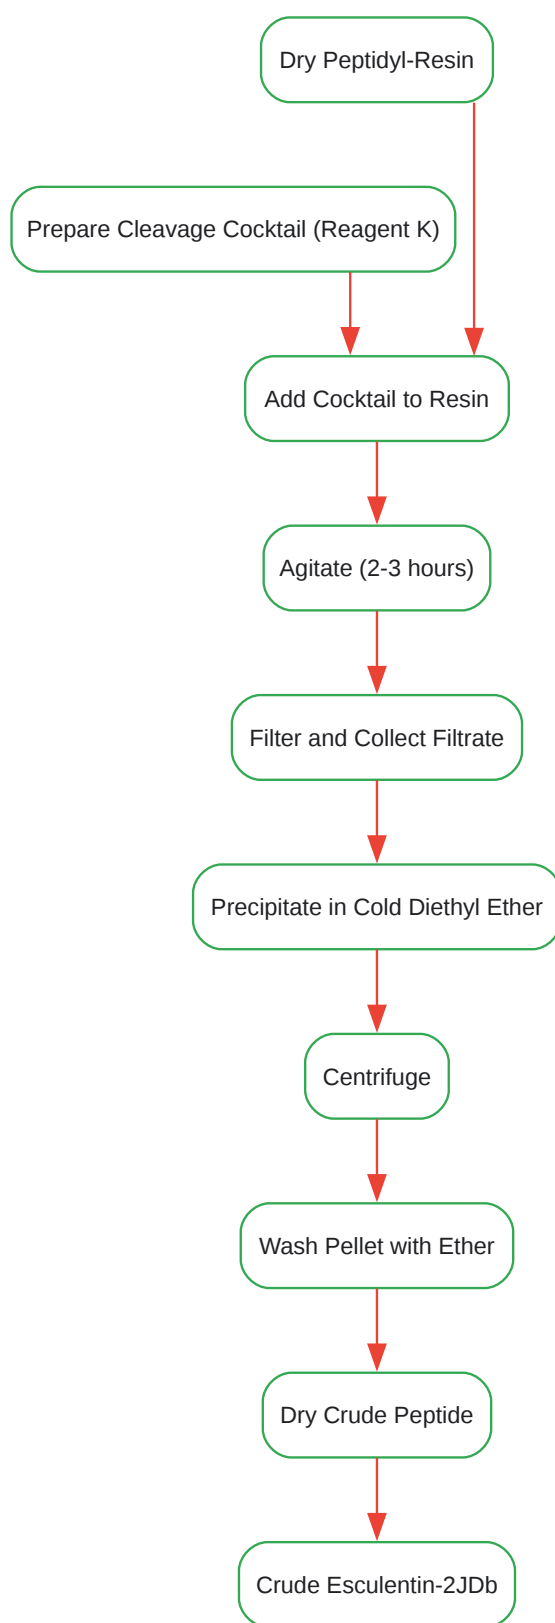 Dry Peptidyl-Resin
Prepare Cleavage Cocktail (Reagent K)
Add Cocktail to Resin
Agitate (2-3 hours)
Filter and Collect Filtrate
Precipitate in Cold Diethyl Ether
Centrifuge
Wash Pellet with Ether
Dry Crude Peptide
Crude Esculentin-2JDb